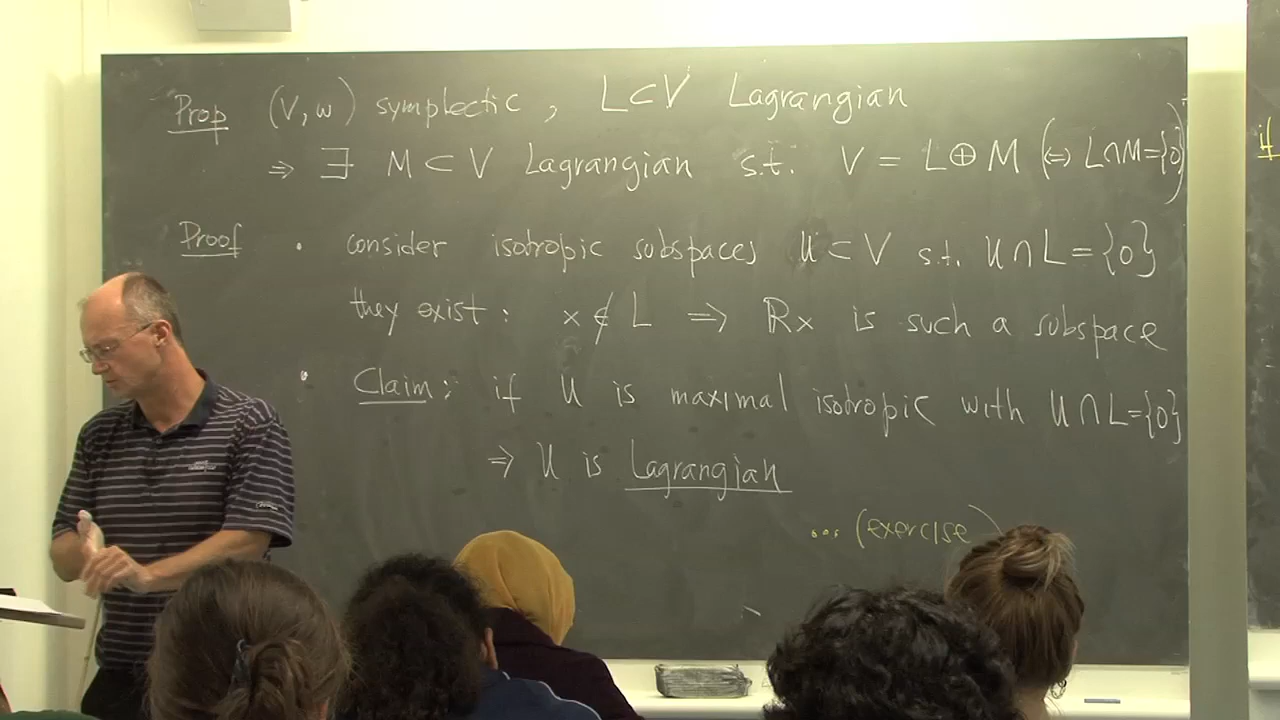 Prop (V, ω) symplectic, L⊂V Lagrangian
⇒ ∃ M⊂V Lagrangian s.t. V = L⊕M (⇔ L∩M={0})
Proof • consider isotropic subspaces U⊂V s.t. U∩L={0}
they exist: x∉L ⇒ ℝx is such a subspace
• Claim: if U is maximal isotropic with U∩L={0}
⇒ U is Lagrangian
... (exercise)
if